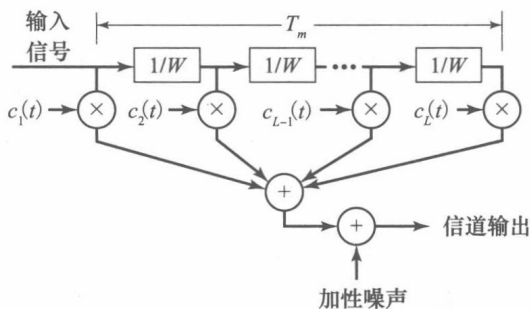 输入
信号
T_m
1/W
1/W
•••
1/W
c_1(t)
×
c_2(t)
×
c_{L-1}(t)
×
c_L(t)
×
+
+
信道输出
加性噪声